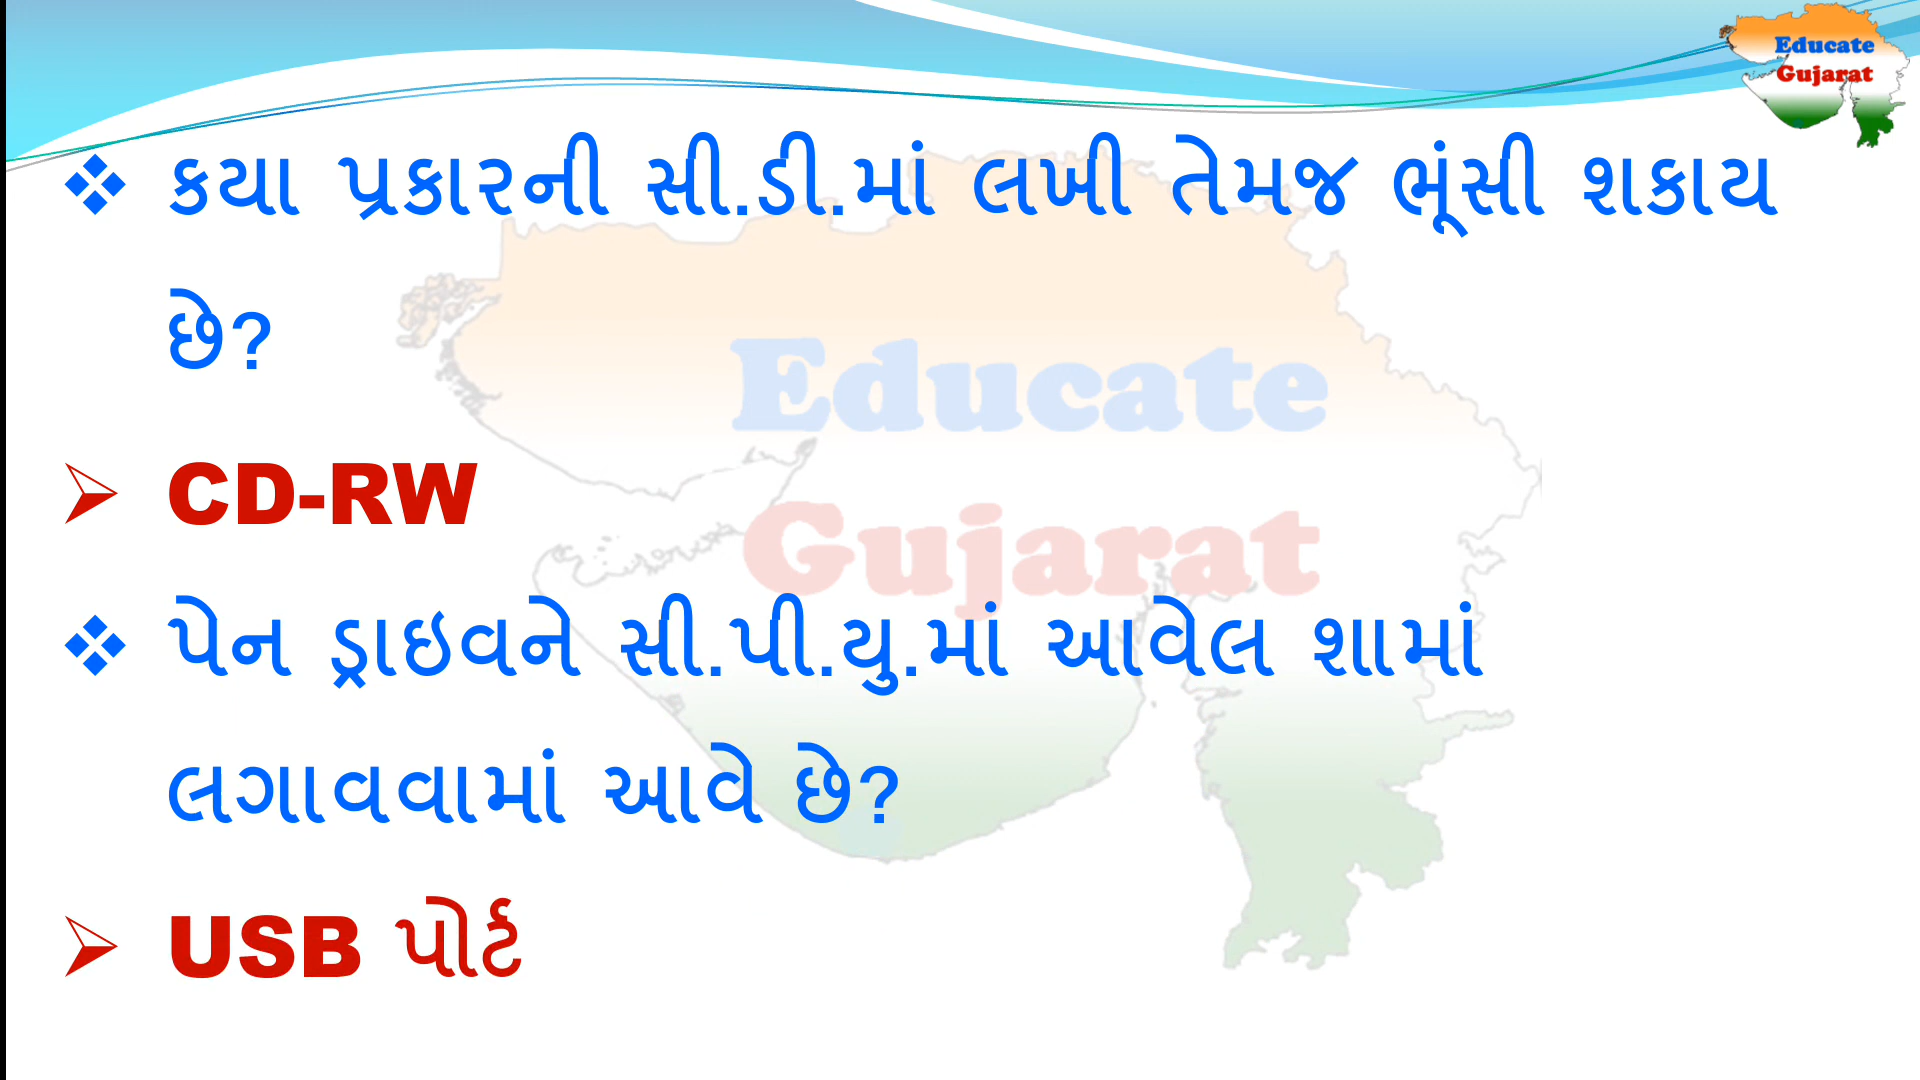 Educate
Gujarat
કયા પ્રકારની સી.ડી.માં લખી તેમજ ભૂંસી શકાય
છે?
CD-RW
પેન ડ્રાઇવને સી.પી.યુ.માં આવેલ શામાં
લગાવવામાં આવે છે?
USB પોર્ટ
Educate
Gujarat